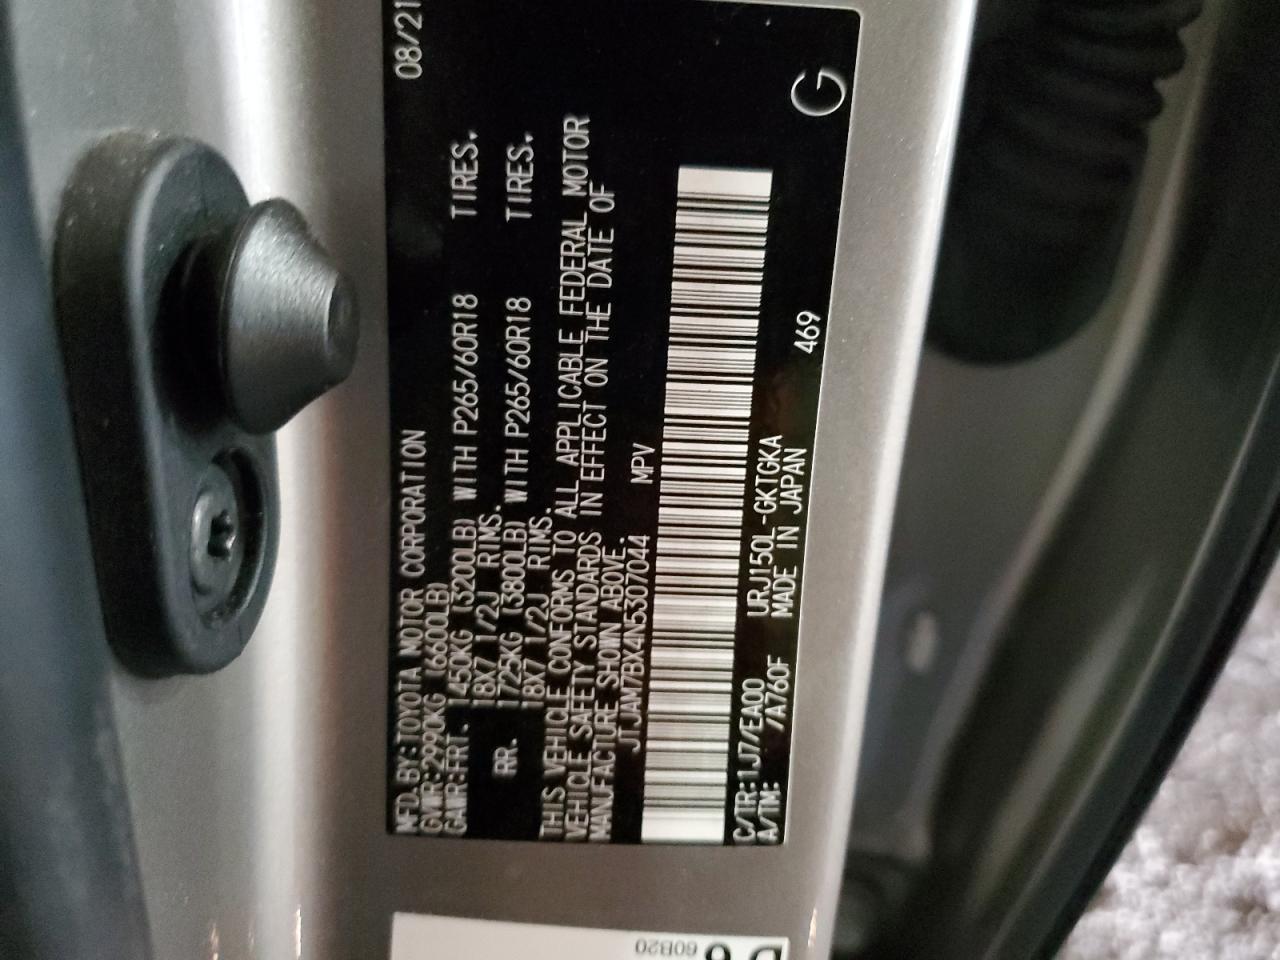 MFD.BY:TOYOTA MOTOR CORPORATION 08/21
GVWR:2990KG (6600LB)
GAWR:FRT. 1450KG (3200LB) WITH P265/60R18 TIRES,
18X7 1/2J RIMS.
RR. 1725KG (3800LB) WITH P265/60R18 TIRES,
18X7 1/2J RIMS.
THIS VEHICLE CONFORMS TO ALL APPLICABLE FEDERAL MOTOR
VEHICLE SAFETY STANDARDS IN EFFECT ON THE DATE OF
MANUFACTURE SHOWN ABOVE.
JTJAM7BX4N5307044 MPV
C/TR:1J7/EA00 URJ150L-GKTGKA
A/TM: /A760F MADE IN JAPAN 469
G
60B20